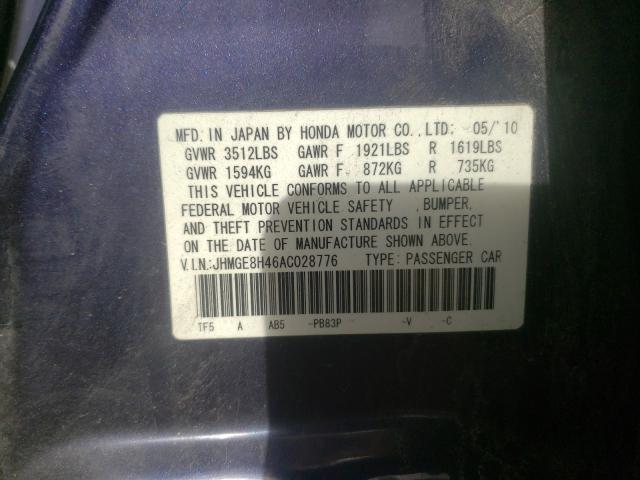 MFD. IN JAPAN BY HONDA MOTOR CO.,LTD: 05/'10
GVWR 3512LBS GAWR F 1921LBS R 1619LBS
GVWR 1594KG GAWR F 872KG R 735KG
THIS VEHICLE CONFORMS TO ALL APPLICABLE
FEDERAL MOTOR VEHICLE SAFETY ,BUMPER,
AND THEFT PREVENTION STANDARDS IN EFFECT
ON THE DATE OF MANUFACTURE SHOWN ABOVE.
V.I.N:JHMGE8H46AC028776 TYPE: PASSENGER CAR
TF5 A AB5 -PB83P -V -C